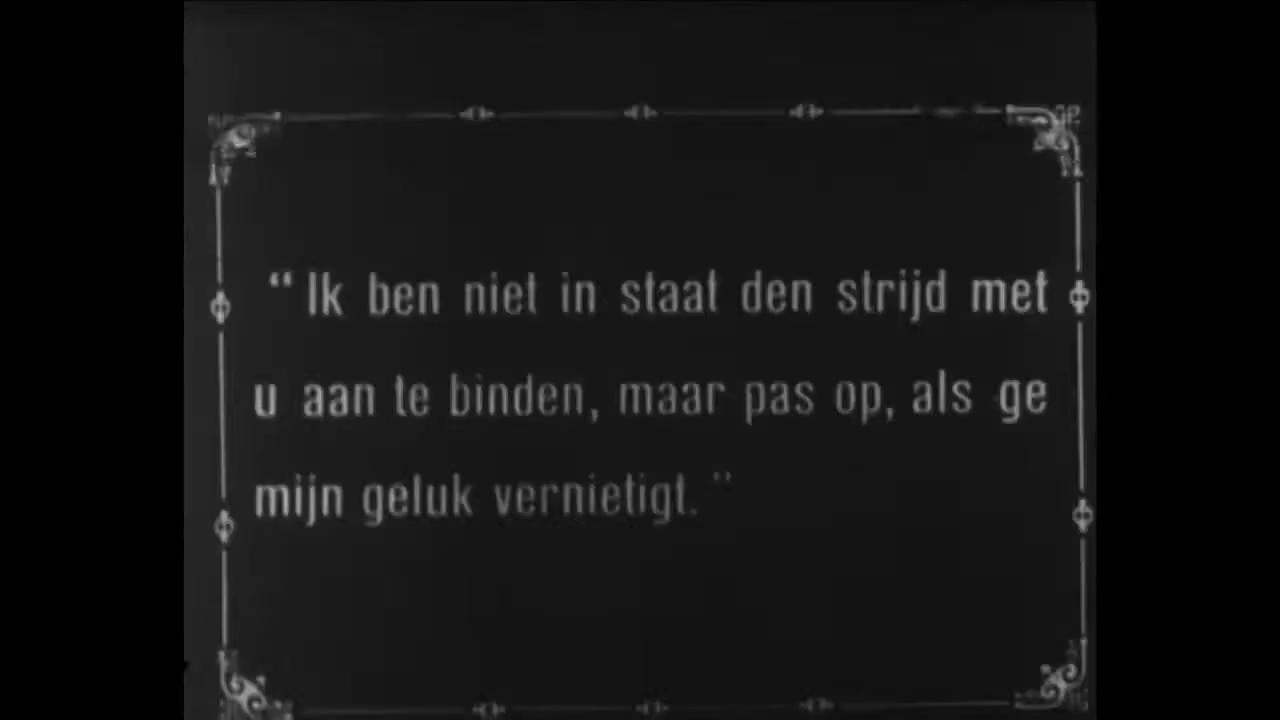 “Ik ben niet in staat den strijd met
u aan te binden, maar pas op, als ge
mijn geluk vernietigt.”